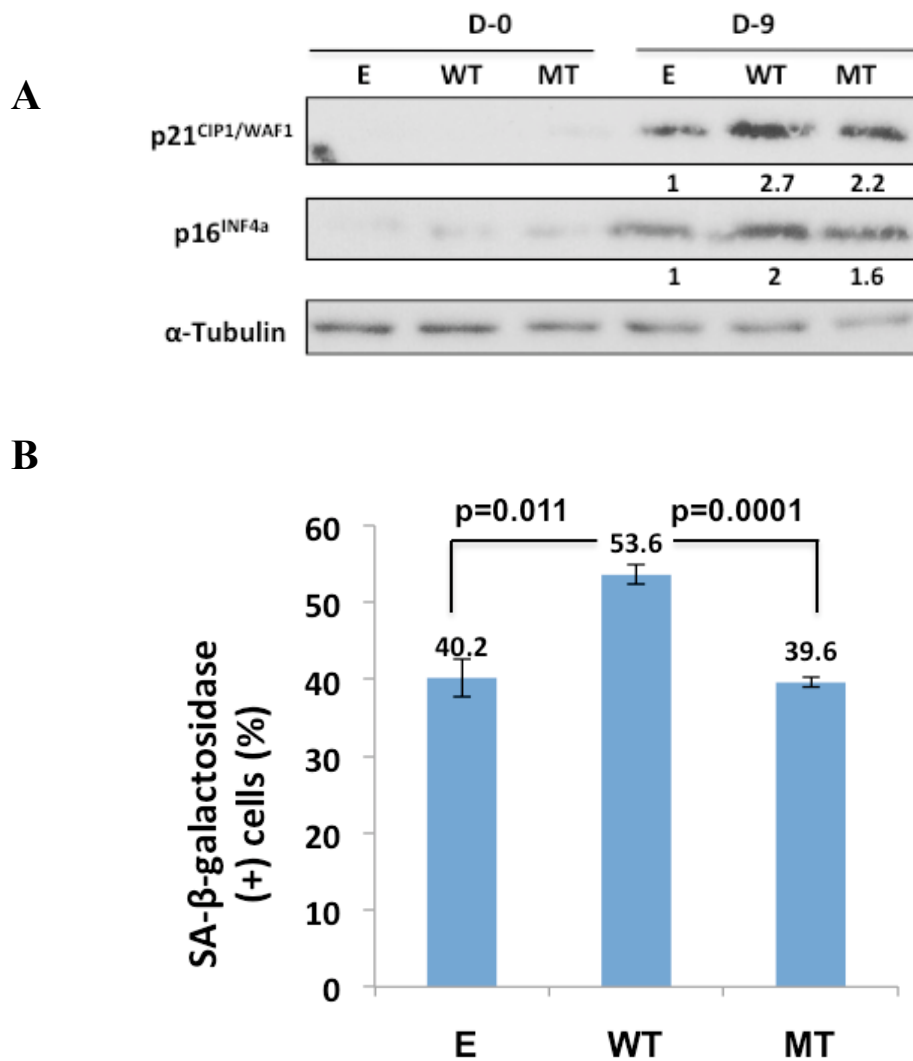 D-0 D-9
A
E WT MT E WT MT
p21CIP1/WAF1
1 2.7 2.2
p16INF4a
1 2 1.6
α-Tubulin
B
p=0.011 p=0.0001
60
53.6
50
40.2
39.6
40
30
20
10
0
SA-β-galactosidase
(+) cells (%)
E WT MT